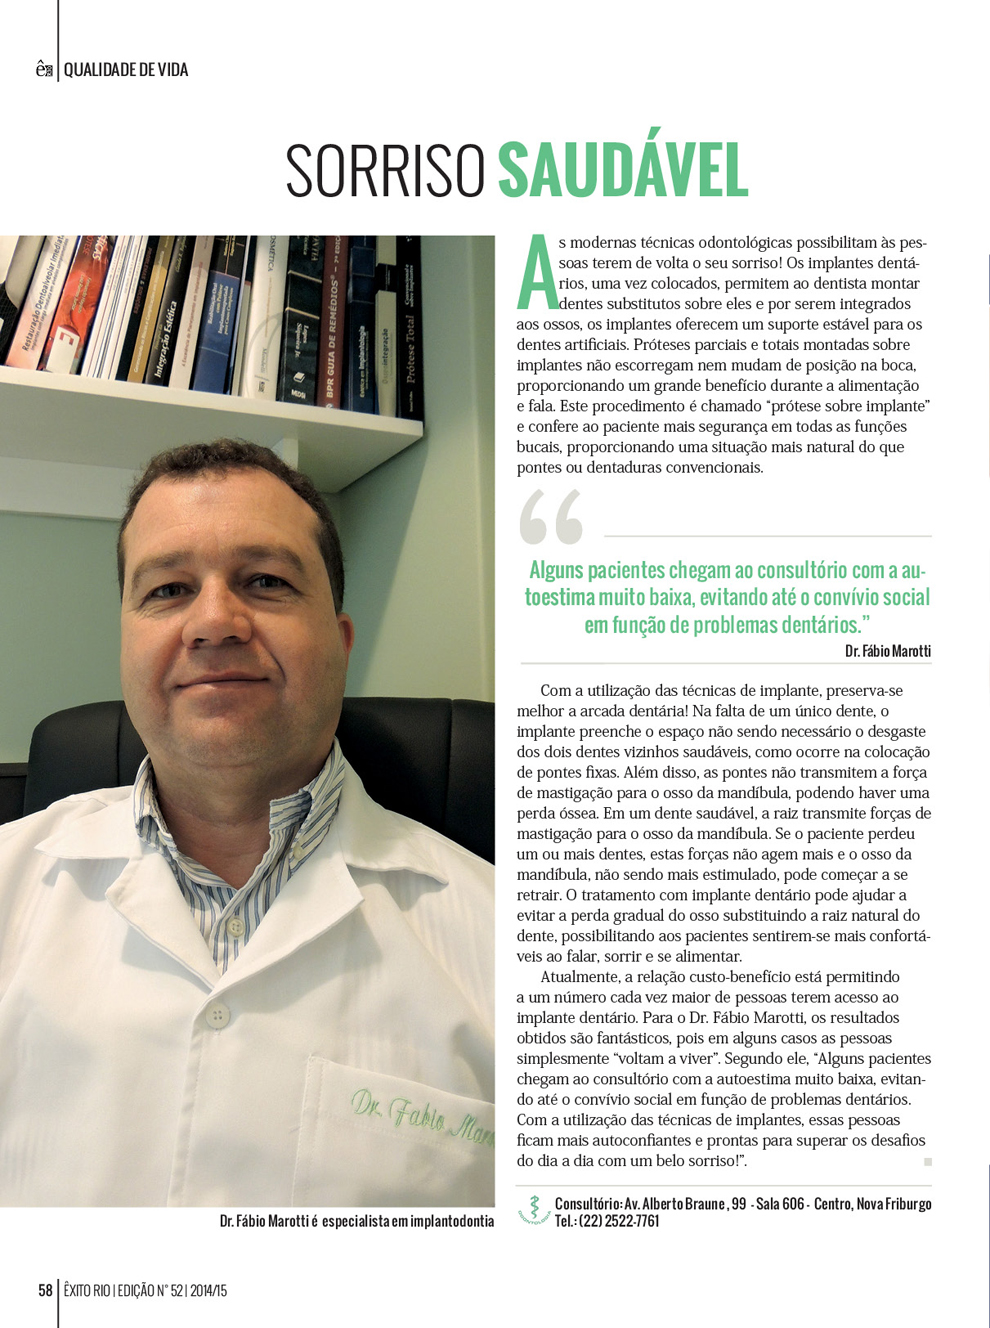 QUALIDADE DE VIDA
SORRISO SAUDÁVEL
Restauração Dentoalveolar Imediata
Integração Estética
BPR GUIA DE REMÉDIOS
Prótese Total
As modernas técnicas odontológicas possibilitam às pes-
soas terem de volta o seu sorriso! Os implantes dentá-
rios, uma vez colocados, permitem ao dentista montar
dentes substitutos sobre eles e por serem integrados
aos ossos, os implantes oferecem um suporte estável para os
dentes artificiais. Próteses parciais e totais montadas sobre
implantes não escorregam nem mudam de posição na boca,
proporcionando um grande benefício durante a alimentação
e fala. Este procedimento é chamado “prótese sobre implante”
e confere ao paciente mais segurança em todas as funções
bucais, proporcionando uma situação mais natural do que
pontes ou dentaduras convencionais.
“
Alguns pacientes chegam ao consultório com a au-
toestima muito baixa, evitando até o convívio social
em função de problemas dentários.”
Dr. Fábio Marotti
Com a utilização das técnicas de implante, preserva-se
melhor a arcada dentária! Na falta de um único dente, o
implante preenche o espaço não sendo necessário o desgaste
dos dois dentes vizinhos saudáveis, como ocorre na colocação
de pontes fixas. Além disso, as pontes não transmitem a força
de mastigação para o osso da mandíbula, podendo haver uma
perda óssea. Em um dente saudável, a raiz transmite forças de
mastigação para o osso da mandíbula. Se o paciente perdeu
um ou mais dentes, estas forças não agem mais e o osso da
mandíbula, não sendo mais estimulado, pode começar a se
retrair. O tratamento com implante dentário pode ajudar a
evitar a perda gradual do osso substituindo a raiz natural do
dente, possibilitando aos pacientes sentirem-se mais confortá-
veis ao falar, sorrir e se alimentar.
Atualmente, a relação custo-benefício está permitindo
a um número cada vez maior de pessoas terem acesso ao
implante dentário. Para o Dr. Fábio Marotti, os resultados
obtidos são fantásticos, pois em alguns casos as pessoas
simplesmente “voltam a viver”. Segundo ele, “Alguns pacientes
chegam ao consultório com a autoestima muito baixa, evitan-
do até o convívio social em função de problemas dentários.
Com a utilização das técnicas de implantes, essas pessoas
ficam mais autoconfiantes e prontas para superar os desafios
do dia a dia com um belo sorriso!”.
Dr. Fabio Maro
Dr. Fábio Marotti é especialista em implantodontia
Consultório: Av. Alberto Braune, 99 - Sala 606 - Centro, Nova Friburgo
Tel.: (22) 2522-7761
58 ÊXITO RIO | EDIÇÃO N° 52 | 2014/15